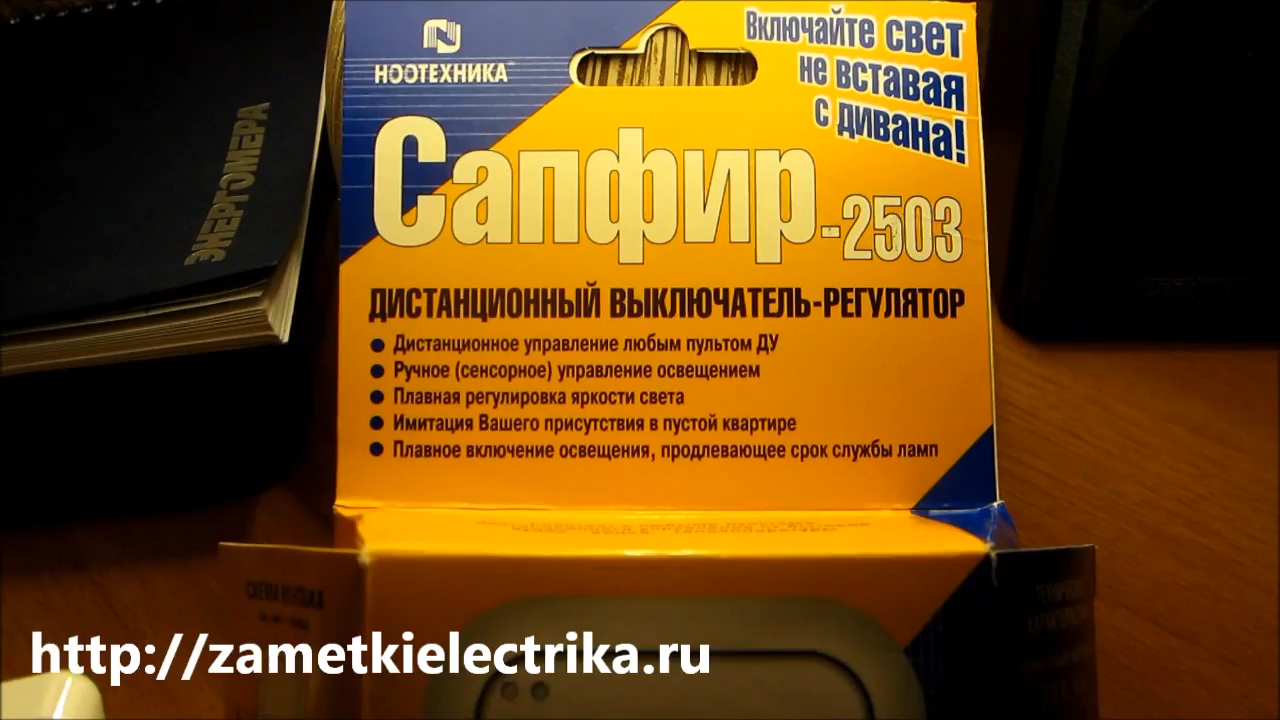 НООТЕХНИКА
Включайте свет
не вставая
с дивана!
Сапфир-2503
ДИСТАНЦИОННЫЙ ВЫКЛЮЧАТЕЛЬ-РЕГУЛЯТОР
Дистанционное управление любым пультом ДУ
Ручное (сенсорное) управление освещением
Плавная регулировка яркости света
Имитация Вашего присутствия в пустой квартире
Плавное включение освещения, продлевающее срок службы ламп
ЭНЕРГОМЕРА
http://zametkielectrika.ru